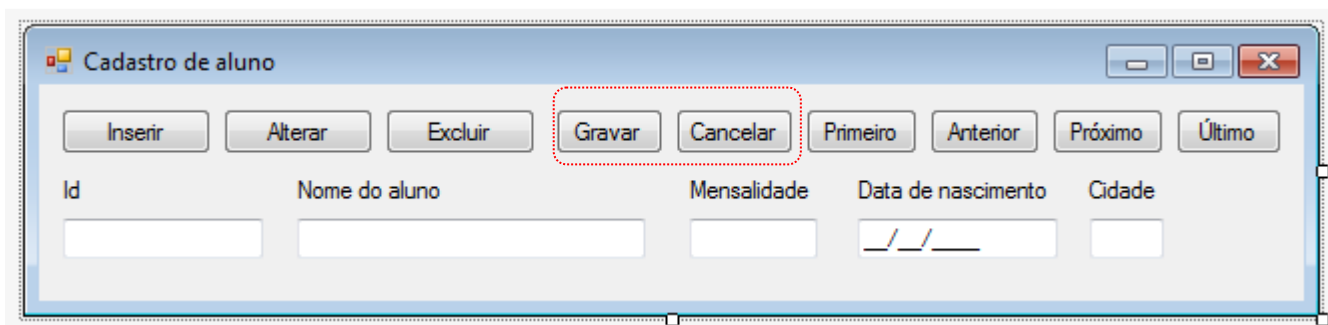 Cadastro de aluno
Inserir Alterar Excluir Gravar Cancelar Primeiro Anterior Próximo Último
Id Nome do aluno Mensalidade Data de nascimento Cidade
__/__/____